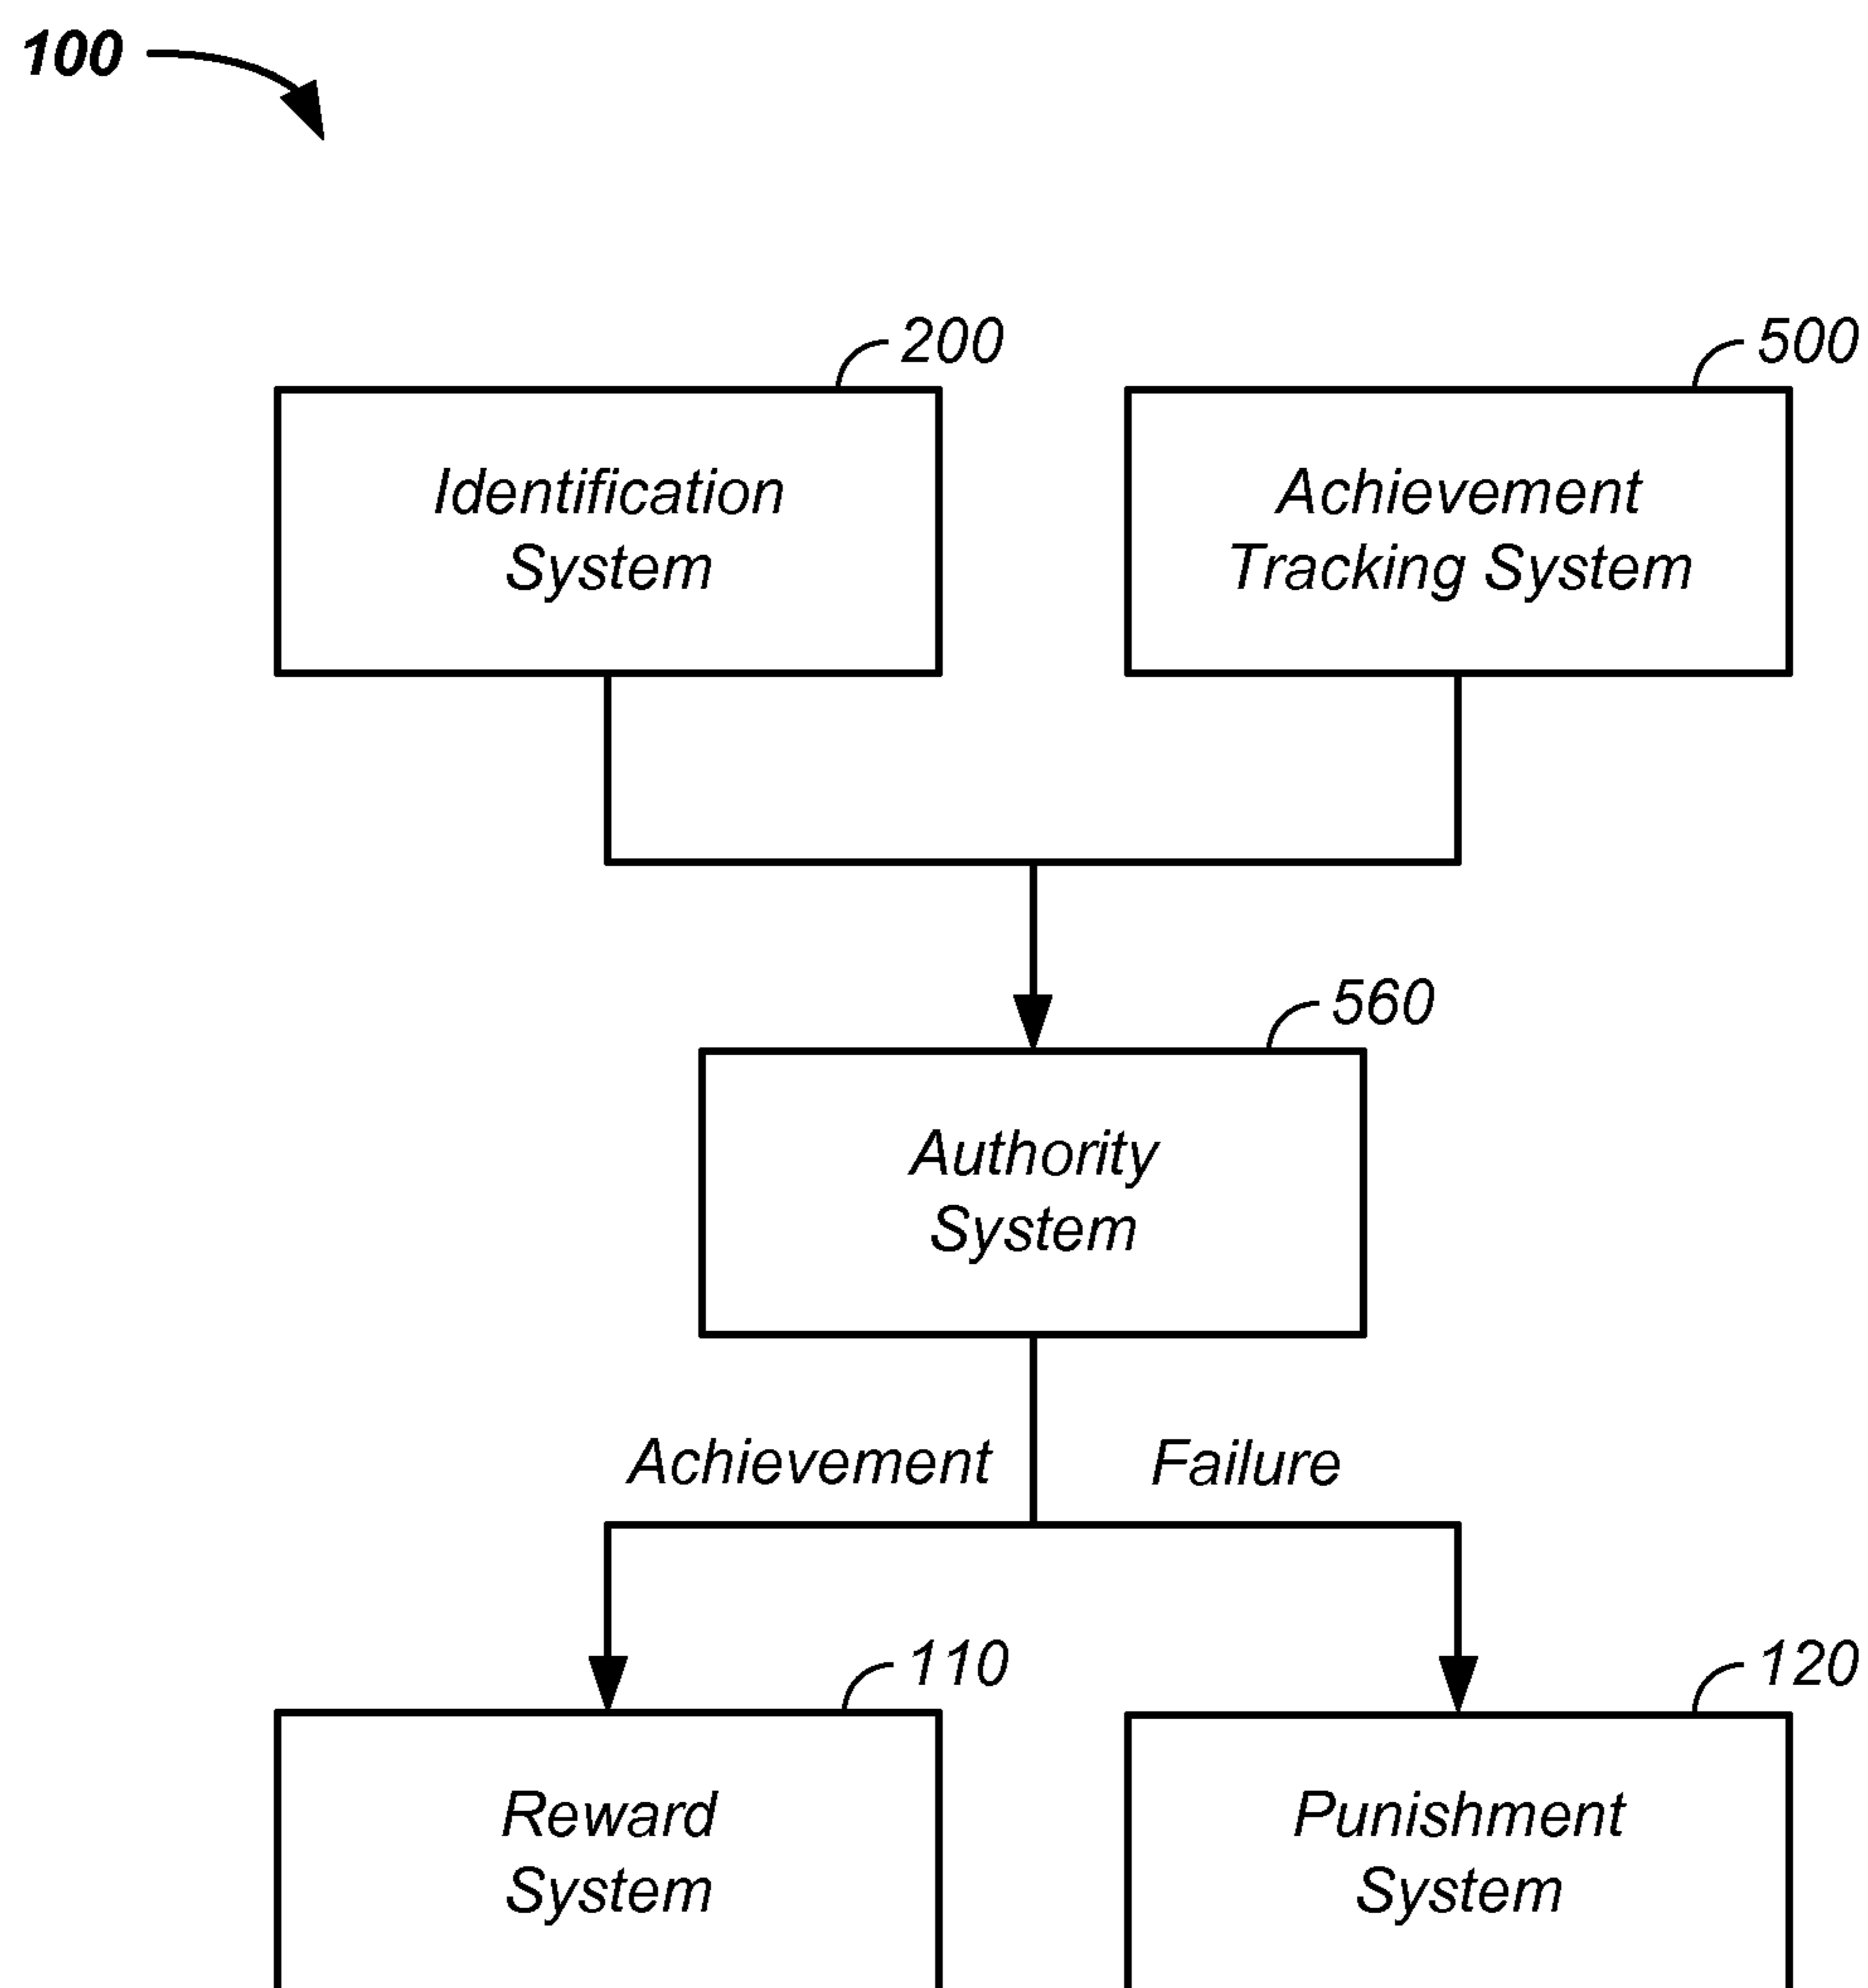 100
200
500
Identification
System
Achievement
Tracking System
560
Authority
System
Achievement
Failure
110
120
Reward
System
Punishment
System